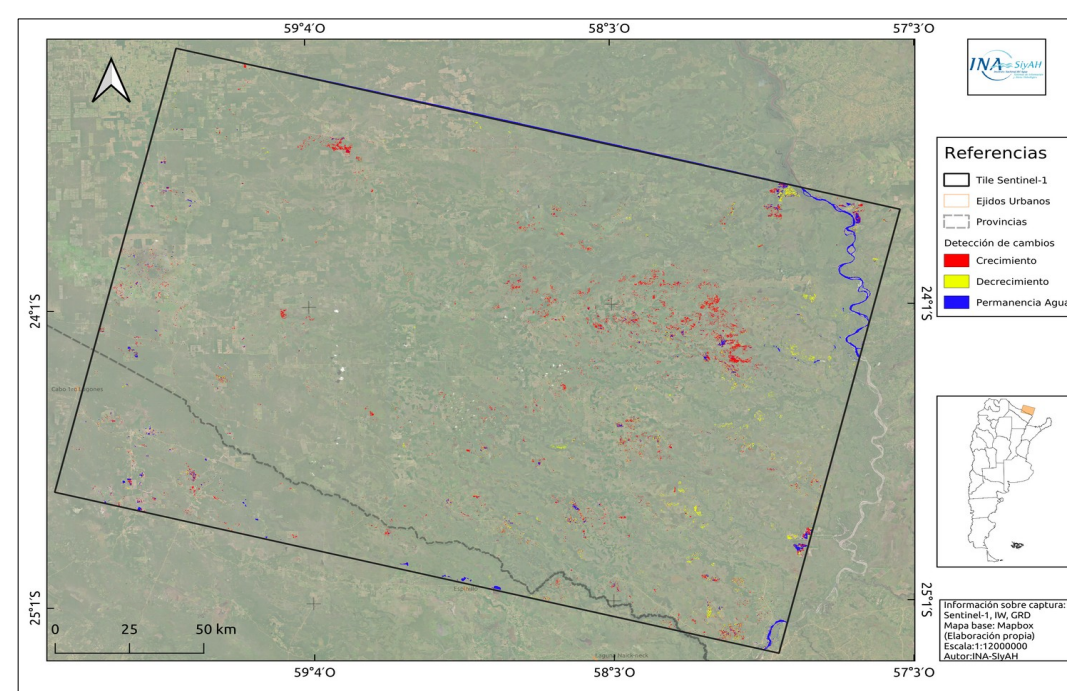 59°4′O
58°3′O
57°3′O
INA SIyAH
Referencias
Tile Sentinel-1
Ejidos Urbanos
Provincias
Detección de cambios
Crecimiento
Decrecimiento
Permanencia Agua
24°1′S
24°1′S
25°1′S
25°1′S
0
25
50 km
59°4′O
58°3′O
57°3′O
Información sobre captura:
Sentinel-1, IW, GRD
Mapa base: Mapbox
(Elaboración propia)
Escala:1:12000000
Autor:INA-SIyAH